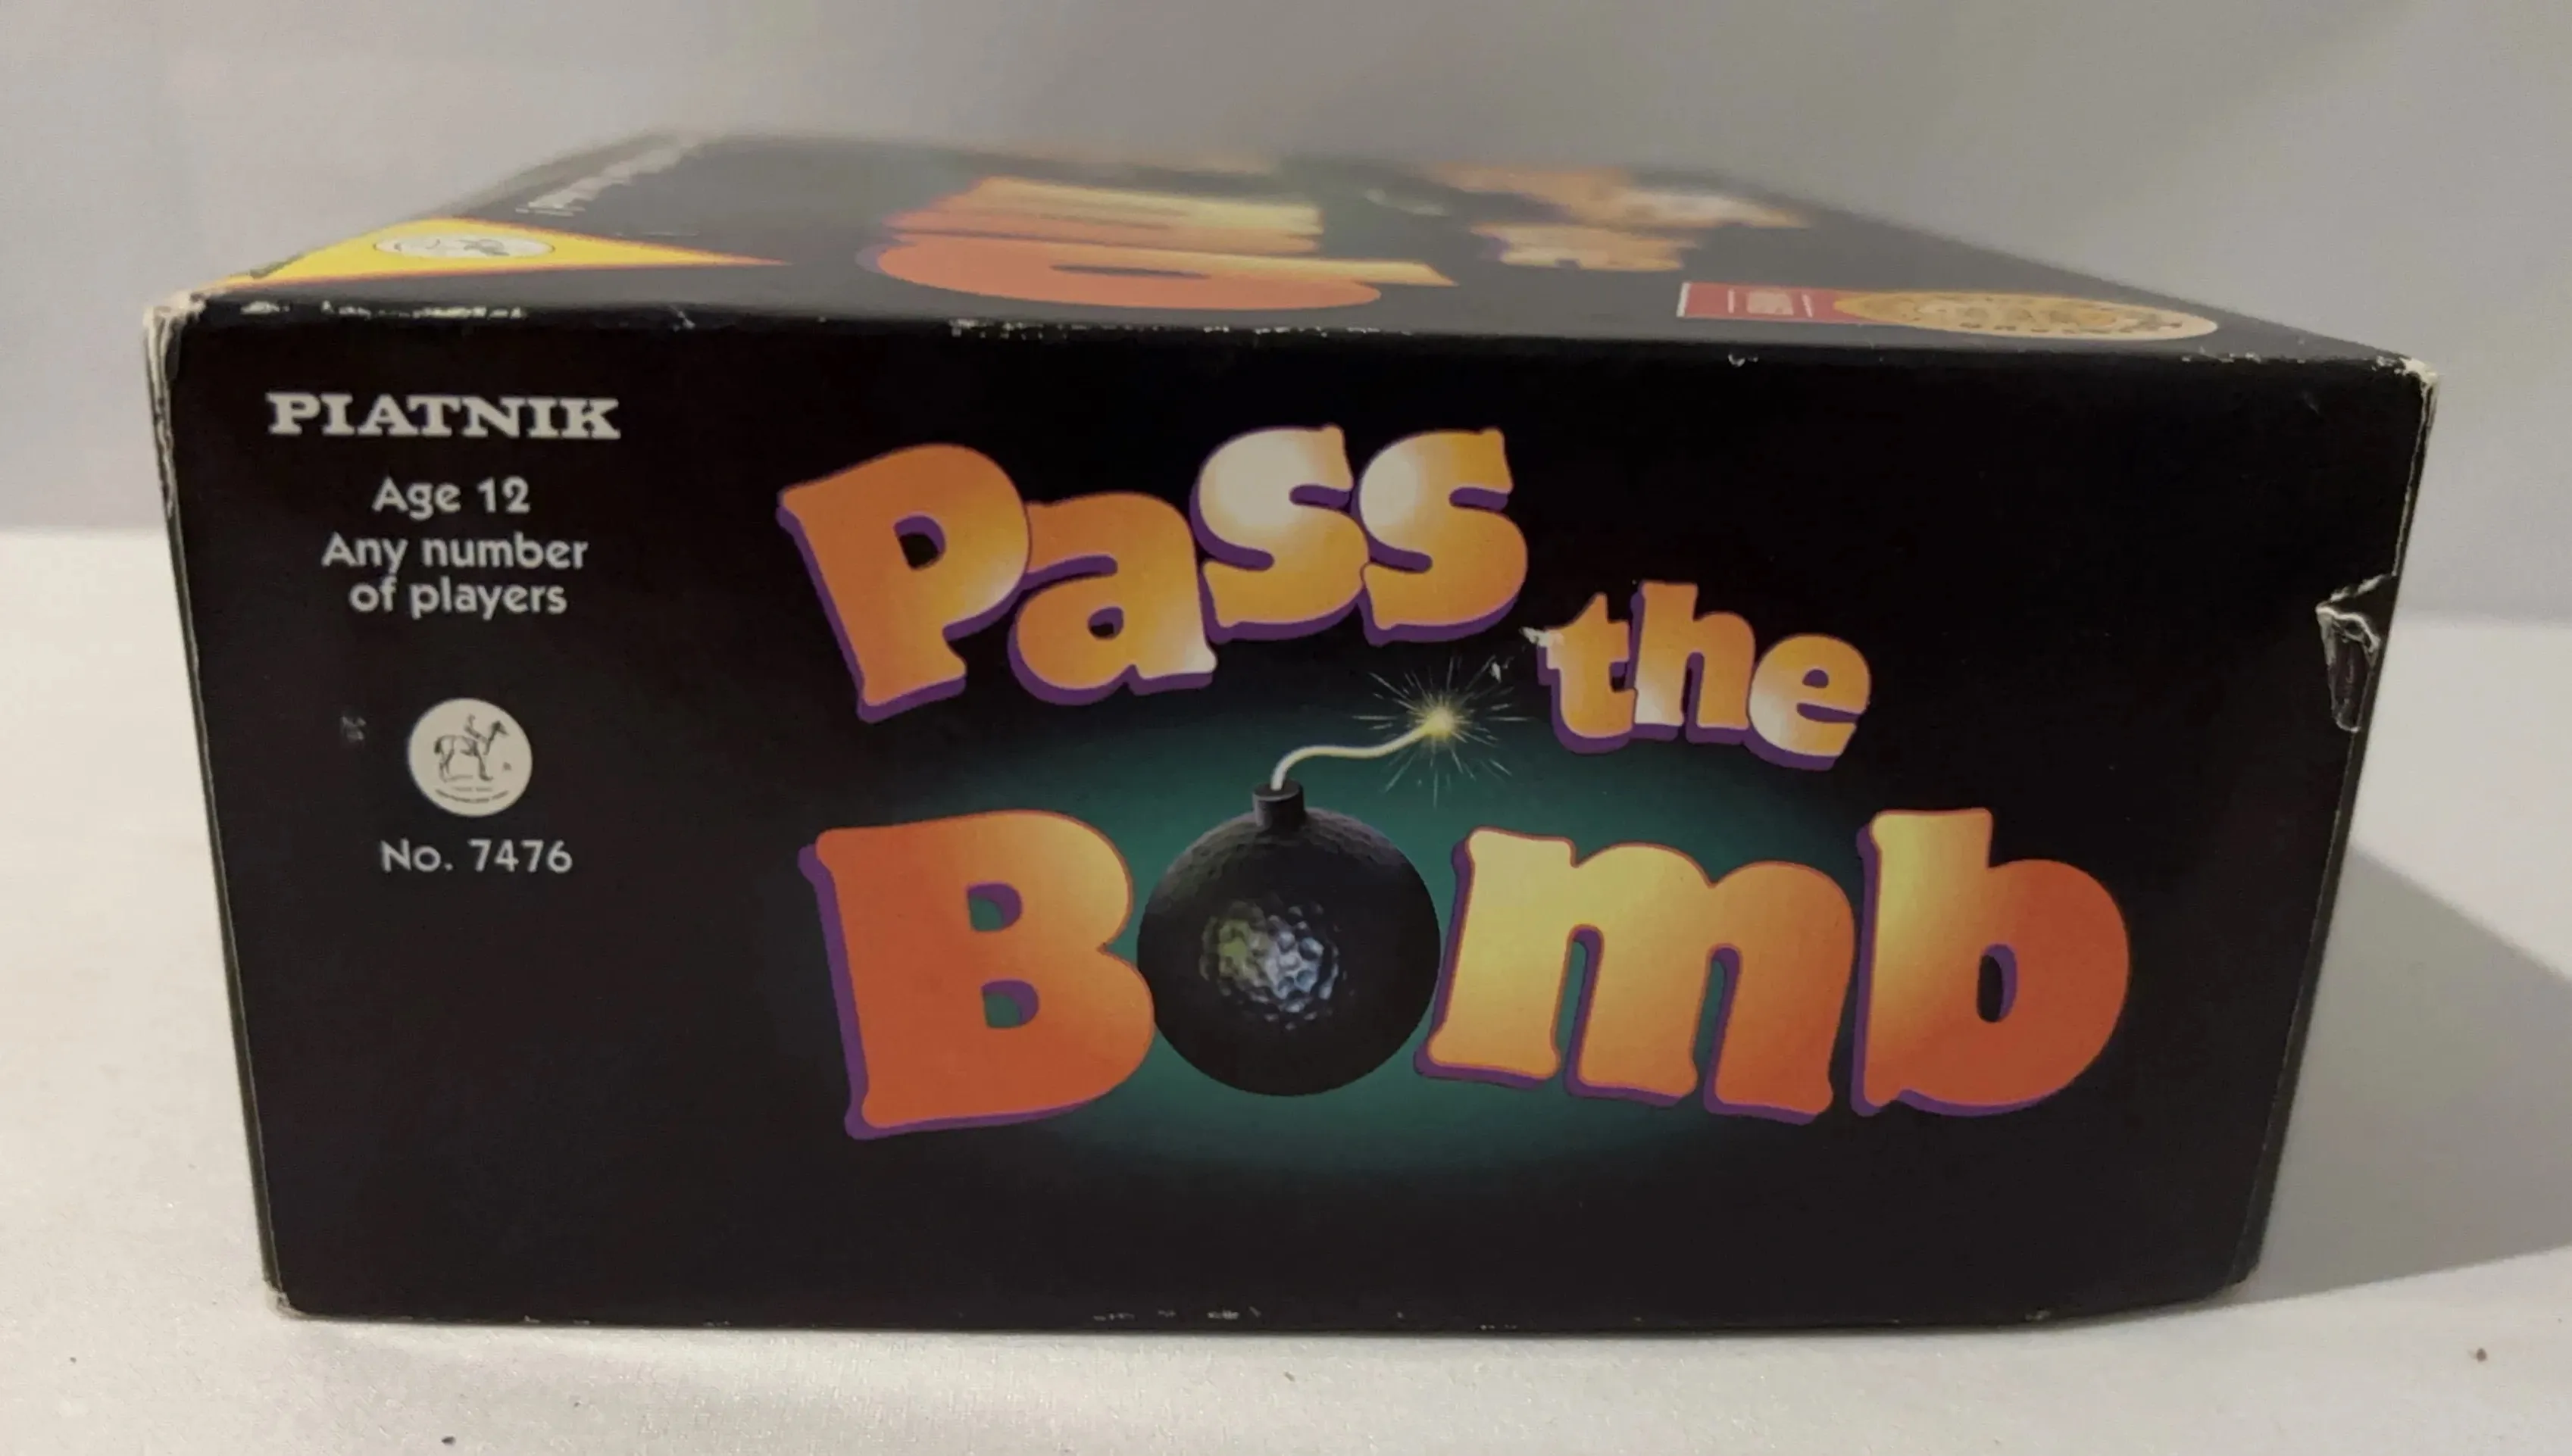 PIATNIK
Age 12
Any number
of players
No. 7476
Pass
the
Bomb